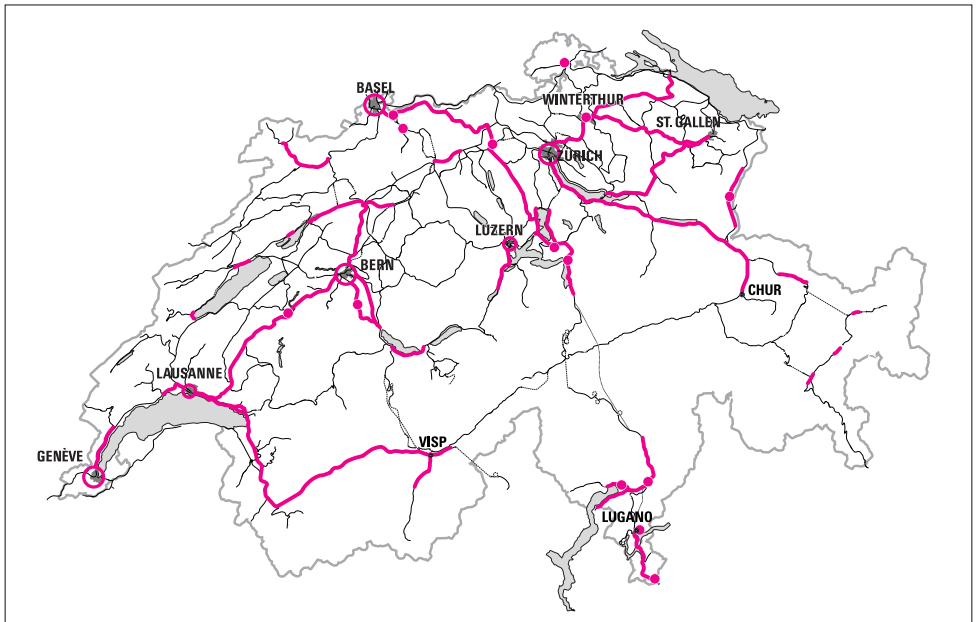 BASEL
WINTERTHUR
ST. GALLEN
ZÜRICH
LUZERN
BERN
CHUR
LAUSANNE
VISP
GENÈVE
LUGANO